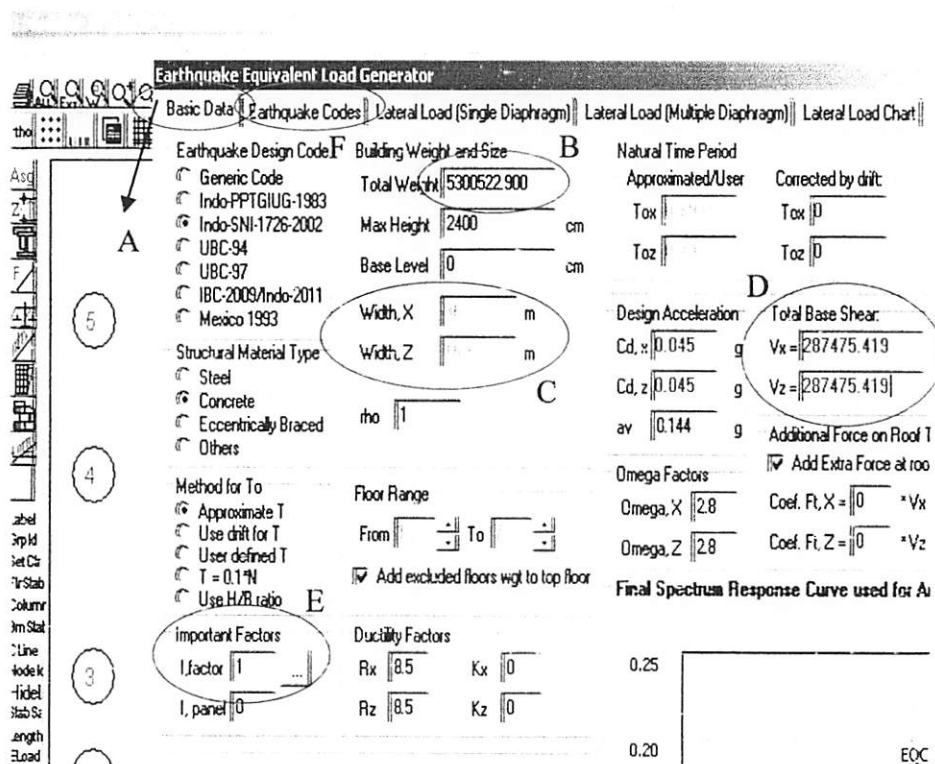 Earthquake Equivalent Load Generator
Basic Data Earthquake Codes Lateral Load (Single Diaphragm) Lateral Load (Multiple Diaphragm) Lateral Load Chart
tho
Earthquake Design Code F Building Weight and Size B Natural Time Period
Generic Code Total Weight 5300522.900 Approximated/User Corrected by drift:
Indo-PPTGIUG-1983 Tox Tox 0
Indo-SNI-1726-2002 Max Height 2400 cm
A UBC-94 Toz Toz 0
UBC-97 Base Level 0 cm
IBC-2009/Indo-2011 D
5 Mexico 1993 Width, X m Design Acceleration Total Base Shear:
Structural Material Type Width, Z m Cd, x 0.045 g Vx = 287475.419
Steel Cd, z 0.045 g Vz = 287475.419
Concrete C
Eccentrically Braced rho 1 av 0.144 g Additional Force on Roof T
Others Add Extra Force at roo
4 Omega Factors
Method for To Floor Range Omega, X 2.8 Coef. Ft, X = 0 *Vx
Approximate T From To
Use drift for T Omega, Z 2.8 Coef. Ft, Z = 0 *Vz
User defined T
T = 0.1*N Add excluded floors wgt to top floor
Use H/B ratio E Final Spectrum Response Curve used for
Important Factors Ductility Factors
3 I,factor 1 ... Rx 8.5 Kx 0 0.25
I, panel 0 Rz 8.5 Kz 0
0.20 EQC
Column